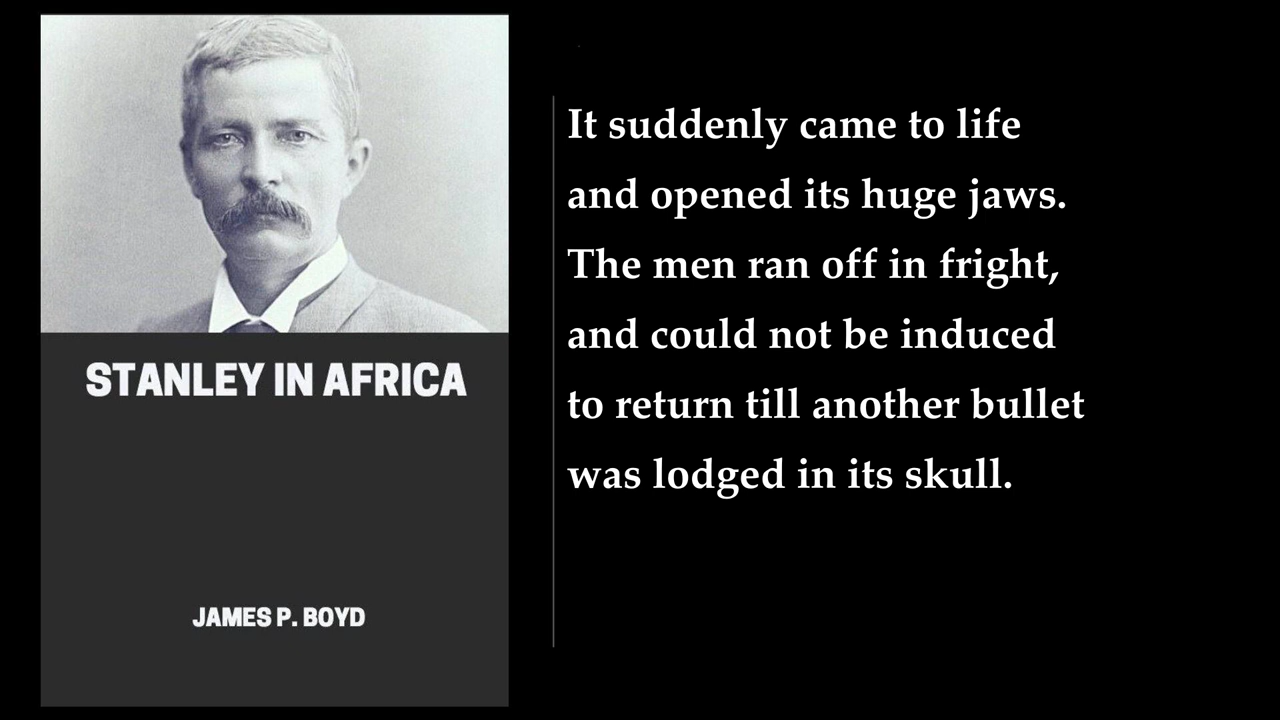 STANLEY IN AFRICA
JAMES P. BOYD
It suddenly came to life
and opened its huge jaws.
The men ran off in fright,
and could not be induced
to return till another bullet
was lodged in its skull.